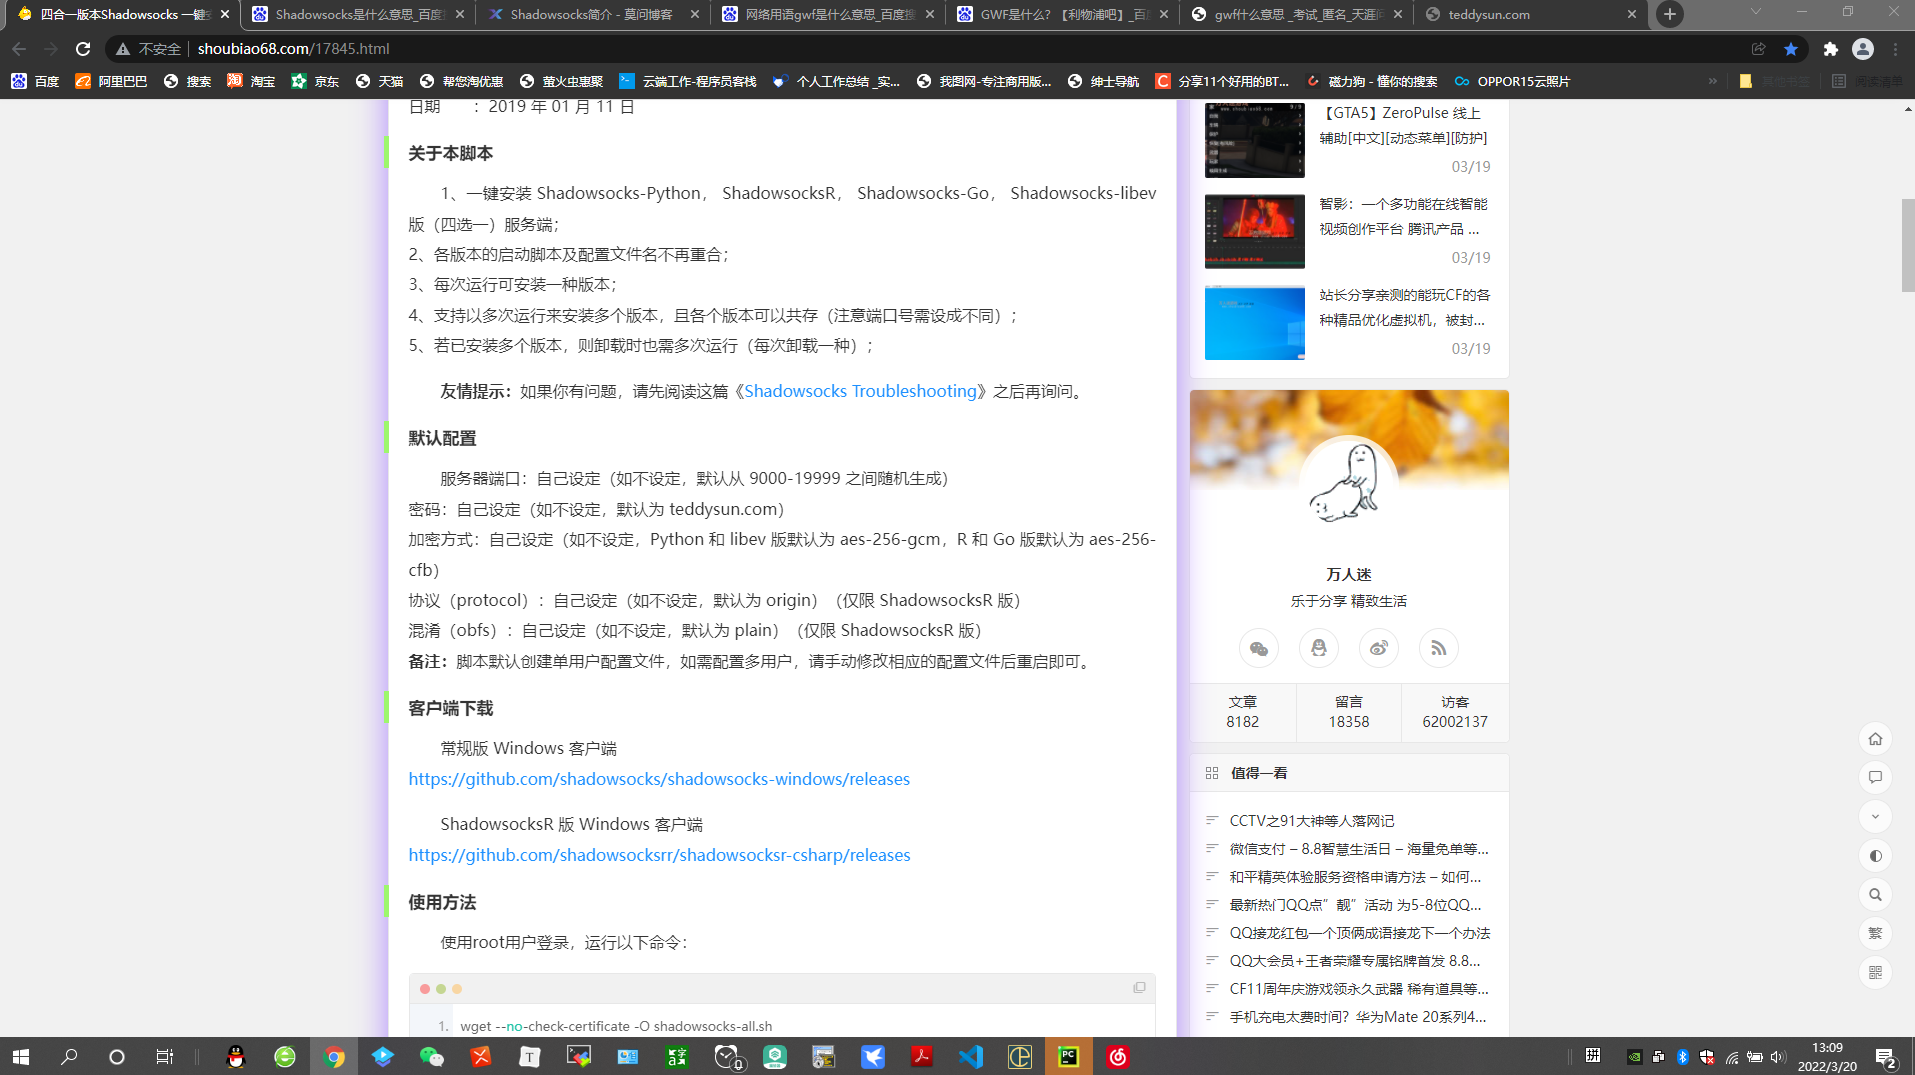 四合一版本Shadowsocks 一键安
Shadowsocks是什么意思_百度
Shadowsocks简介 - 莫问博客
网络用语gwf是什么意思_百度搜
GWF是什么？【利物浦吧】_百
gwf什么意思 _考试_匿名_天涯问
teddysun.com
不安全
shoubiao68.com/17845.html
百度
阿里巴巴
搜索
淘宝
京东
天猫
帮您淘优惠
萤火虫惠聚
云端工作-程序员客栈
个人工作总结 _实...
我图网-专注商用版...
绅士导航
分享11个好用的BT...
磁力狗 - 懂你的搜索
OPPOR15云照片
»
其他书签
阅读清单
日期 ：2019 年 01 月 11 日
关于本脚本
1、一键安装 Shadowsocks-Python， ShadowsocksR， Shadowsocks-Go， Shadowsocks-libev
版（四选一）服务端；
2、各版本的启动脚本及配置文件名不再重合；
3、每次运行可安装一种版本；
4、支持以多次运行来安装多个版本，且各个版本可以共存（注意端口号需设成不同）；
5、若已安装多个版本，则卸载时也需多次运行（每次卸载一种）；
友情提示：如果你有问题，请先阅读这篇《Shadowsocks Troubleshooting》之后再询问。
默认配置
服务器端口：自己设定（如不设定，默认从 9000-19999 之间随机生成）
密码：自己设定（如不设定，默认为 teddysun.com）
加密方式：自己设定（如不设定，Python 和 libev 版默认为 aes-256-gcm，R 和 Go 版默认为 aes-256-
cfb）
协议（protocol）：自己设定（如不设定，默认为 origin）（仅限 ShadowsocksR 版）
混淆（obfs）：自己设定（如不设定，默认为 plain）（仅限 ShadowsocksR 版）
备注：脚本默认创建单用户配置文件，如需配置多用户，请手动修改相应的配置文件后重启即可。
客户端下载
常规版 Windows 客户端
https://github.com/shadowsocks/shadowsocks-windows/releases
ShadowsocksR 版 Windows 客户端
https://github.com/shadowsocksrr/shadowsocksr-csharp/releases
使用方法
使用root用户登录，运行以下命令：
1. wget --no-check-certificate -O shadowsocks-all.sh
【GTA5】ZeroPulse 线上
辅助[中文][动态菜单][防护]
03/19
智影：一个多功能在线智能
视频创作平台 腾讯产品 ...
03/19
站长分享亲测的能玩CF的各
种精品优化虚拟机，被封...
03/19
万人迷
乐于分享 精致生活
文章
8182
留言
18358
访客
62002137
值得一看
CCTV之91大神等人落网记
微信支付 – 8.8智慧生活日 – 海量免单等...
和平精英体验服务资格申请方法 – 如何...
最新热门QQ点”靓”活动 为5-8位QQ...
QQ接龙红包一个顶俩成语接龙下一个办法
QQ大会员+王者荣耀专属铭牌首发 8.8...
CF11周年庆游戏领永久武器 稀有道具等...
手机充电太费时间？华为Mate 20系列4...
繁
拼
13:09
2022/3/20
2